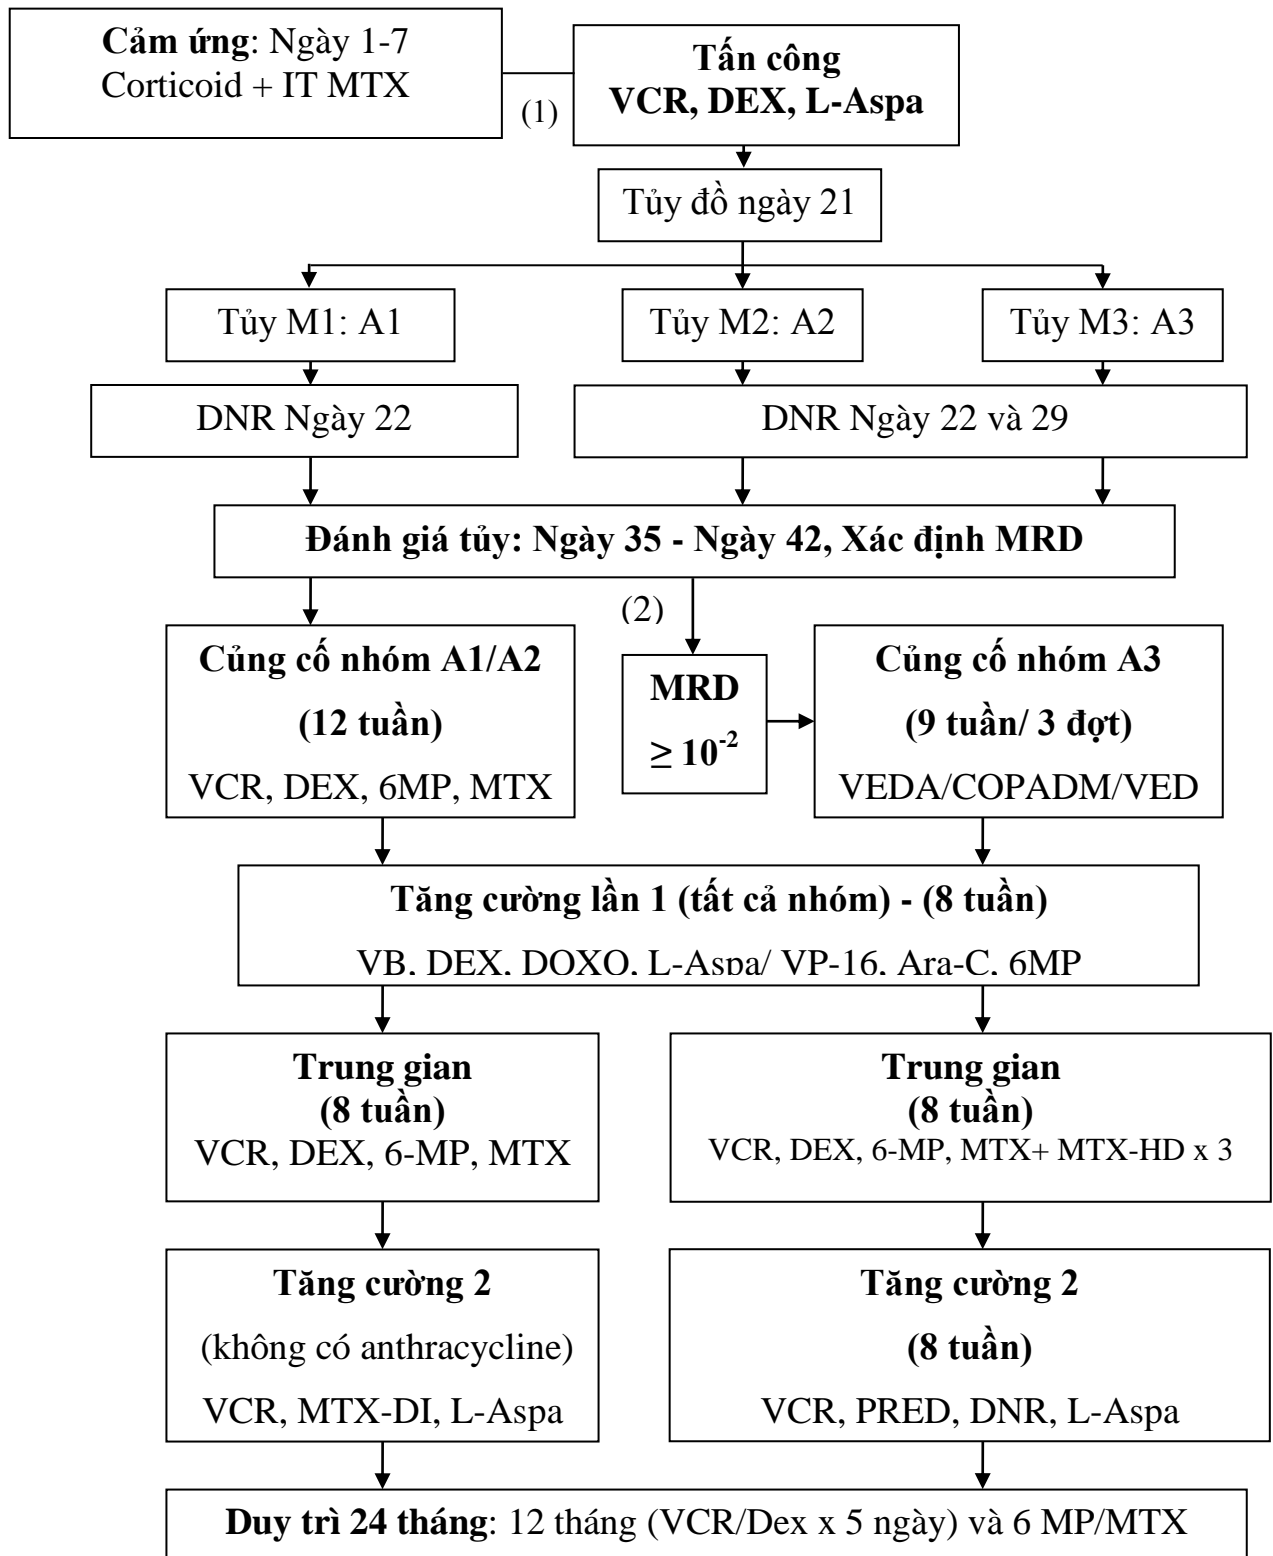 Cảm ứng: Ngày 1-7
Corticoid + IT MTX
(1)
Tấn công
VCR, DEX, L-Aspa
Tủy đồ ngày 21
Tủy M1: A1
Tủy M2: A2
Tủy M3: A3
DNR Ngày 22
DNR Ngày 22 và 29
Đánh giá tủy: Ngày 35 - Ngày 42, Xác định MRD
(2)
Củng cố nhóm A1/A2
(12 tuần)
VCR, DEX, 6MP, MTX
MRD
≥ 10⁻²
Củng cố nhóm A3
(9 tuần/ 3 đợt)
VEDA/COPADM/VED
Tăng cường lần 1 (tất cả nhóm) - (8 tuần)
VB, DEX, DOXO, L-Aspa/ VP-16, Ara-C, 6MP
Trung gian
(8 tuần)
VCR, DEX, 6-MP, MTX
Trung gian
(8 tuần)
VCR, DEX, 6-MP, MTX+ MTX-HD x 3
Tăng cường 2
(không có anthracycline)
VCR, MTX-DI, L-Aspa
Tăng cường 2
(8 tuần)
VCR, PRED, DNR, L-Aspa
Duy trì 24 tháng: 12 tháng (VCR/Dex x 5 ngày) và 6 MP/MTX